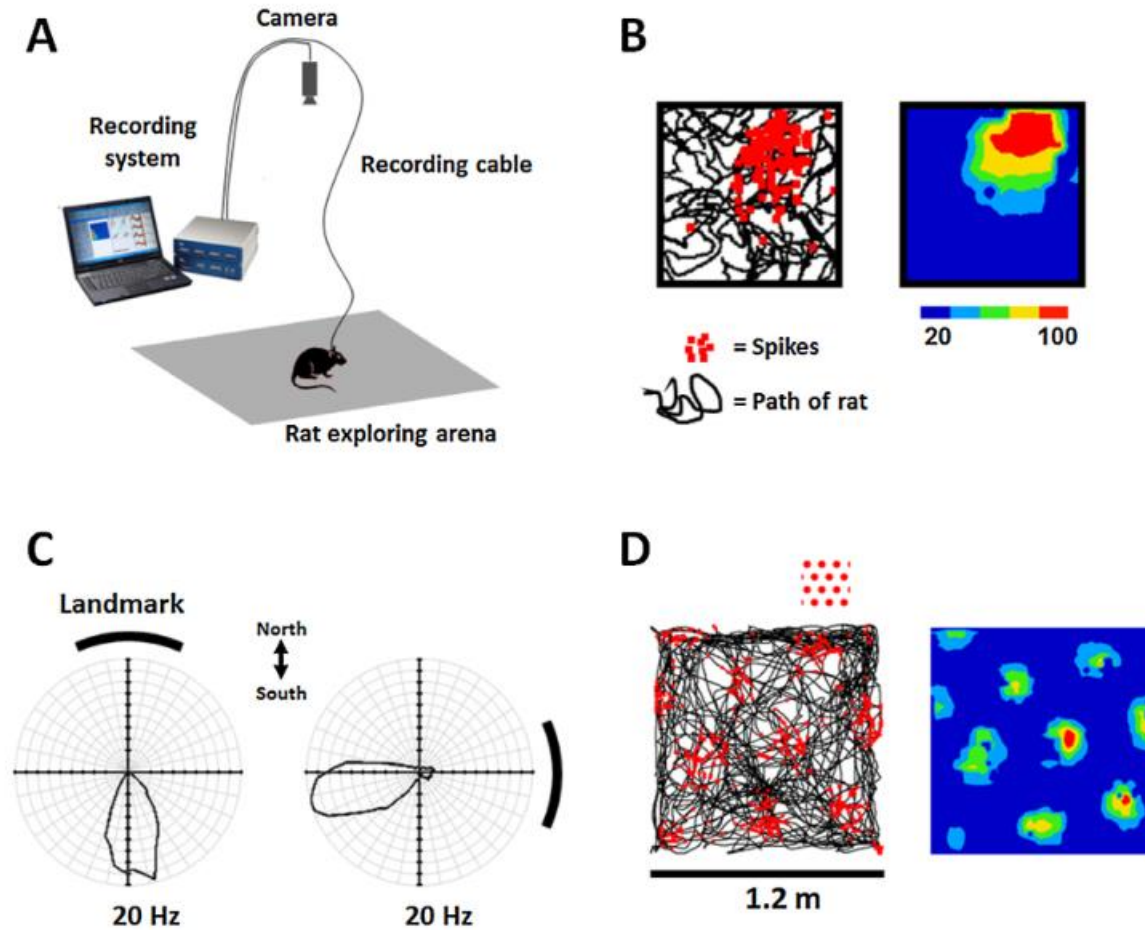 A
Camera
Recording
system
Recording cable
Rat exploring arena
B
20
100
= Spikes
= Path of rat
C
Landmark
North
South
20 Hz
20 Hz
D
1.2 m